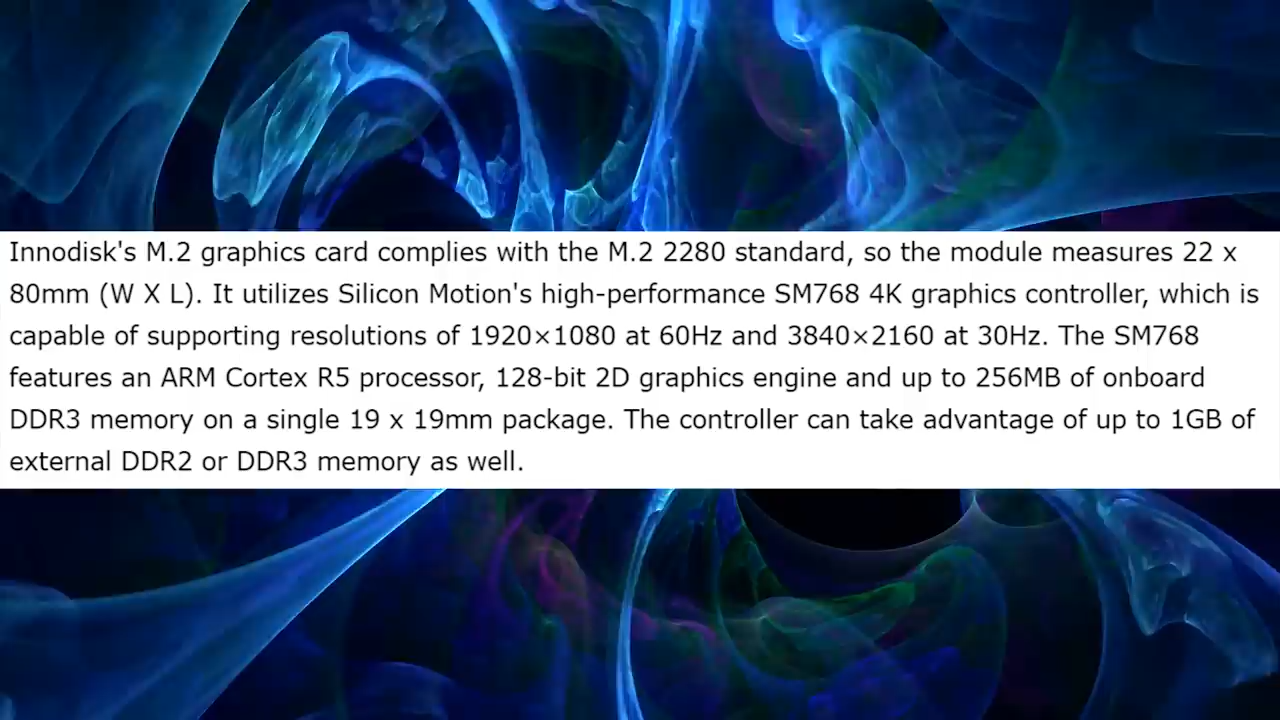 Innodisk's M.2 graphics card complies with the M.2 2280 standard, so the module measures 22 x
80mm (W X L). It utilizes Silicon Motion's high-performance SM768 4K graphics controller, which is
capable of supporting resolutions of 1920×1080 at 60Hz and 3840×2160 at 30Hz. The SM768
features an ARM Cortex R5 processor, 128-bit 2D graphics engine and up to 256MB of onboard
DDR3 memory on a single 19 x 19mm package. The controller can take advantage of up to 1GB of
external DDR2 or DDR3 memory as well.